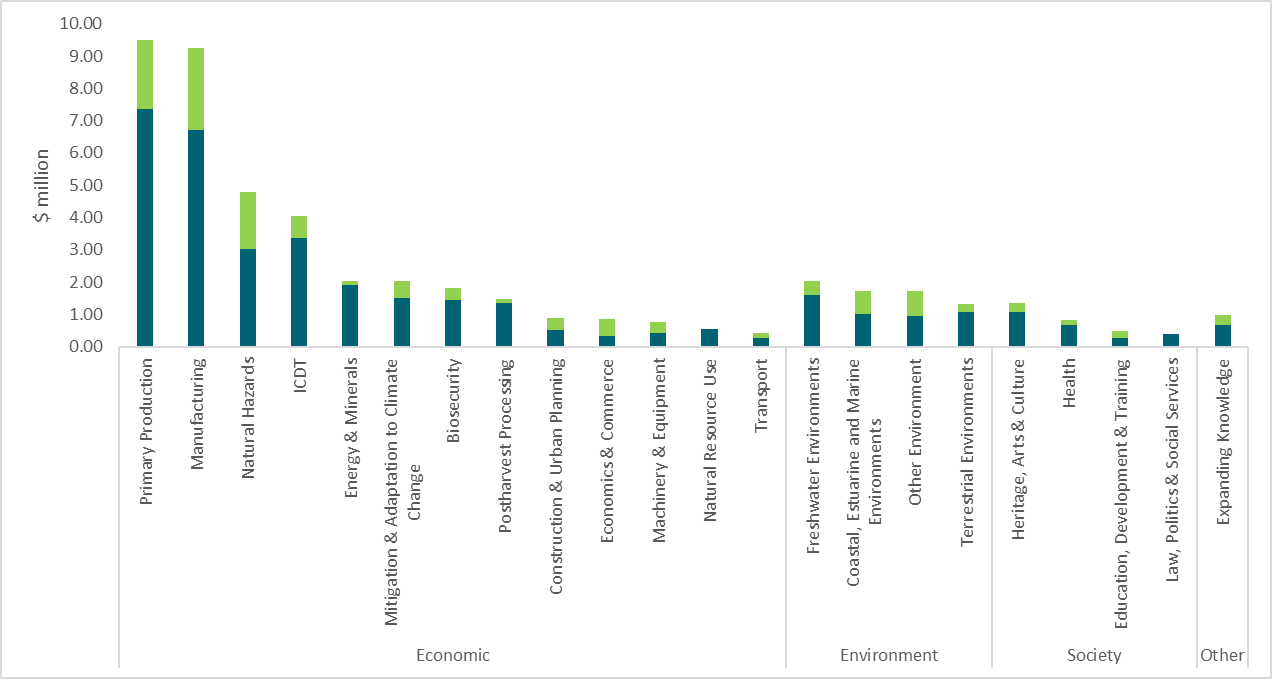 10.00
9.00
8.00
7.00
6.00
5.00
4.00
3.00
2.00
1.00
0.00
$ million
Primary Production
Manufacturing
Natural Hazards
ICDT
Energy & Minerals
Mitigation & Adaptation to Climate
Change
Biosecurity
Postharvest Processing
Construction & Urban Planning
Economics & Commerce
Machinery & Equipment
Natural Resource Use
Transport
Freshwater Environments
Coastal, Estuarine and Marine
Environments
Other Environment
Terrestrial Environments
Heritage, Arts & Culture
Health
Education, Development & Training
Law, Politics & Social Services
Expanding Knowledge
Economic
Environment
Society
Other